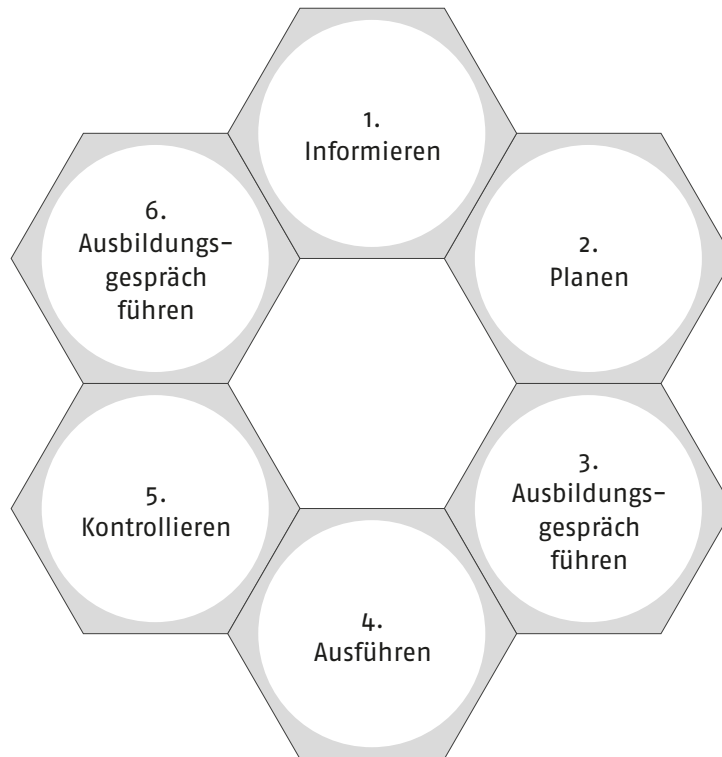 1.
Informieren
2.
Planen
3.
Ausbildungs-
gespräch
führen
4.
Ausführen
5.
Kontrollieren
6.
Ausbildungs-
gespräch
führen